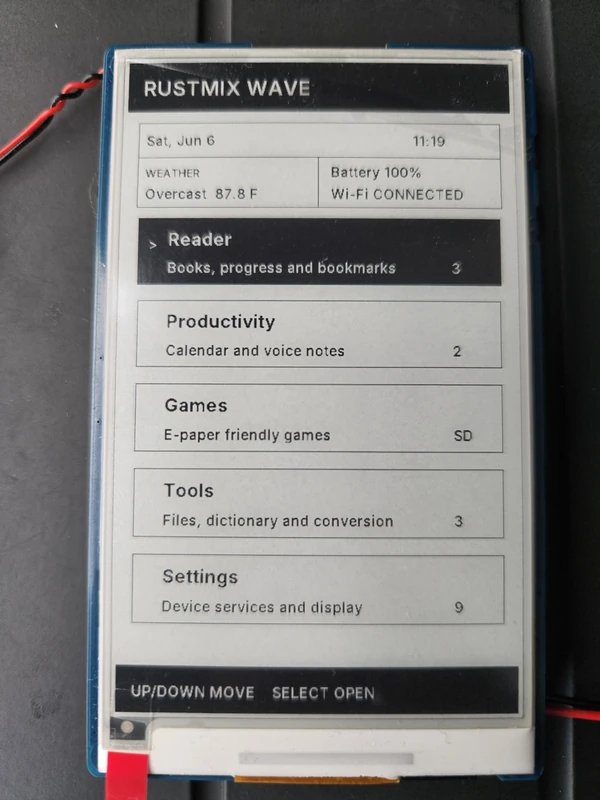 RUSTMIX WAVE
Sat, Jun 6 11:19
WEATHER
Overcast 87.8 F
Battery 100%
Wi-Fi CONNECTED
> Reader
Books, progress and bookmarks 3
Productivity
Calendar and voice notes 2
Games
E-paper friendly games SD
Tools
Files, dictionary and conversion 3
Settings
Device services and display 9
UP/DOWN MOVE SELECT OPEN